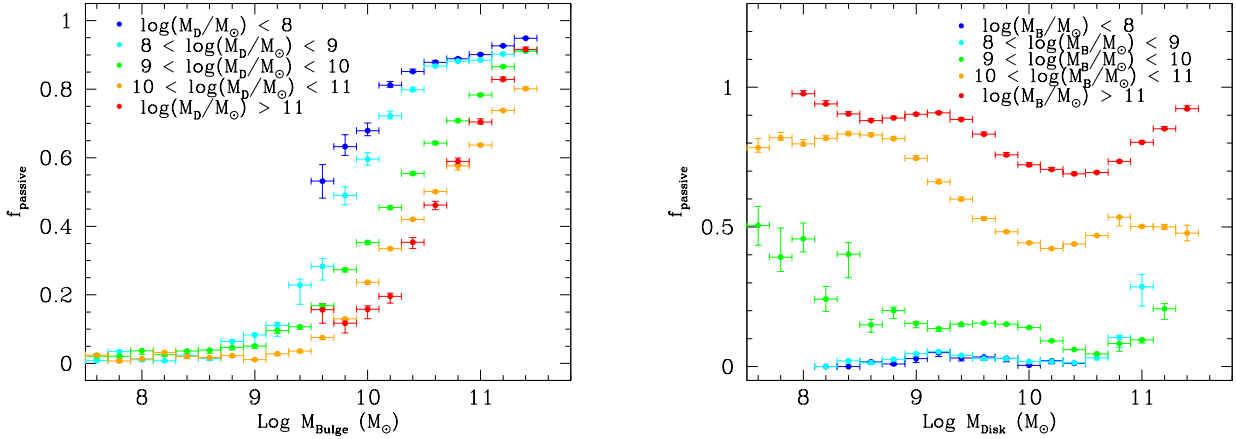 log(M_D/M_⊙) < 8
8 < log(M_D/M_⊙) < 9
9 < log(M_D/M_⊙) < 10
10 < log(M_D/M_⊙) < 11
log(M_D/M_⊙) > 11
1
0.8
0.6
0.4
0.2
0
f_passive
8
9
10
11
Log M_Bulge (M_⊙)
log(M_B/M_⊙) < 8
8 < log(M_B/M_⊙) < 9
9 < log(M_B/M_⊙) < 10
10 < log(M_B/M_⊙) < 11
log(M_B/M_⊙) > 11
1
0.5
0
f_passive
8
9
10
11
Log M_Disk (M_⊙)